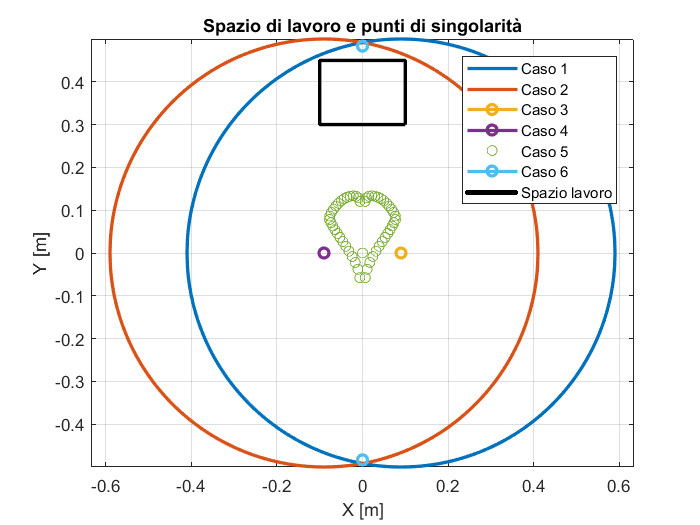 Spazio di lavoro e punti di singolarità
Caso 1
Caso 2
Caso 3
Caso 4
Caso 5
Caso 6
Spazio lavoro
Y [m]
0.4
0.3
0.2
0.1
0
-0.1
-0.2
-0.3
-0.4
-0.6
-0.4
-0.2
0
0.2
0.4
0.6
X [m]